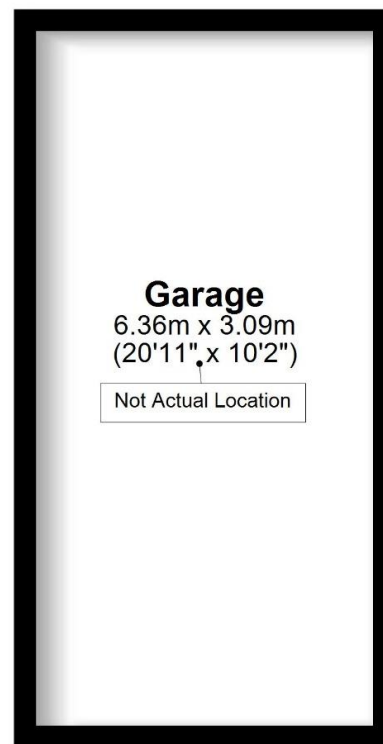 Garage
6.36m x 3.09m
(20'11" x 10'2")
Not Actual Location